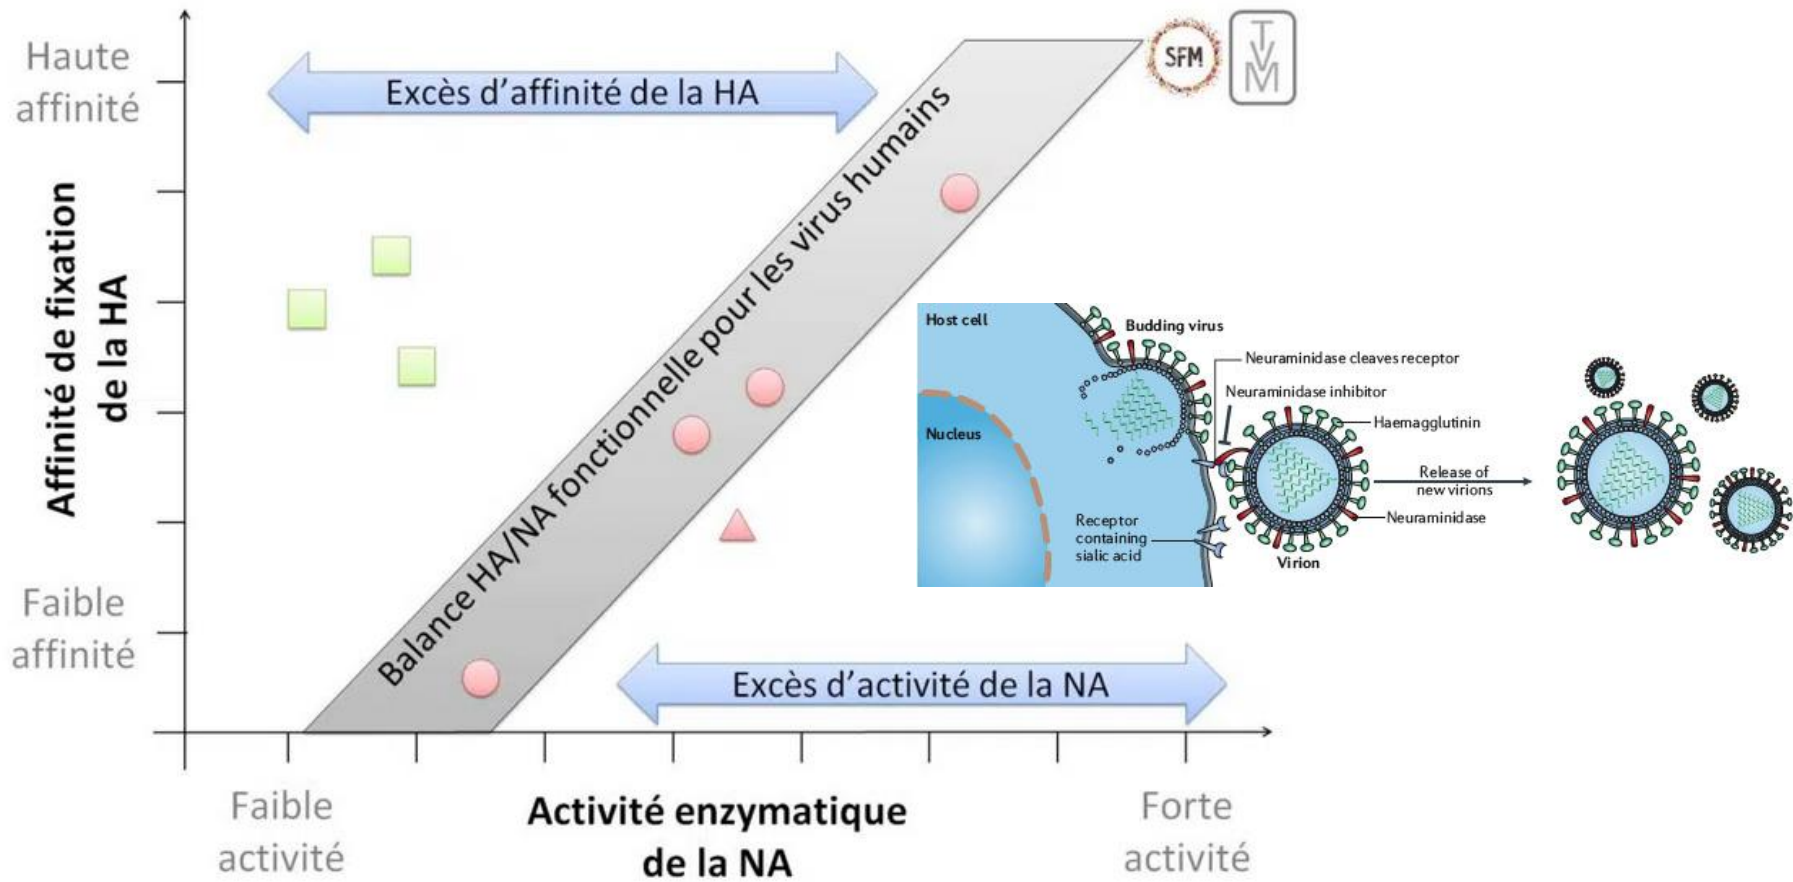 Haute
affinité
Excès d'affinité de la HA
SFM
T
V
M
Affinité de fixation
de la HA
Balance HA/NA fonctionnelle pour les virus humains
Host cell
Budding virus
Neuraminidase cleaves receptor
Neuraminidase inhibitor
Haemagglutinin
Nucleus
Release of
new virions
Receptor
containing
sialic acid
Neuraminidase
Virion
Faible
affinité
Excès d'activité de la NA
Faible
activité
Activité enzymatique
de la NA
Forte
activité